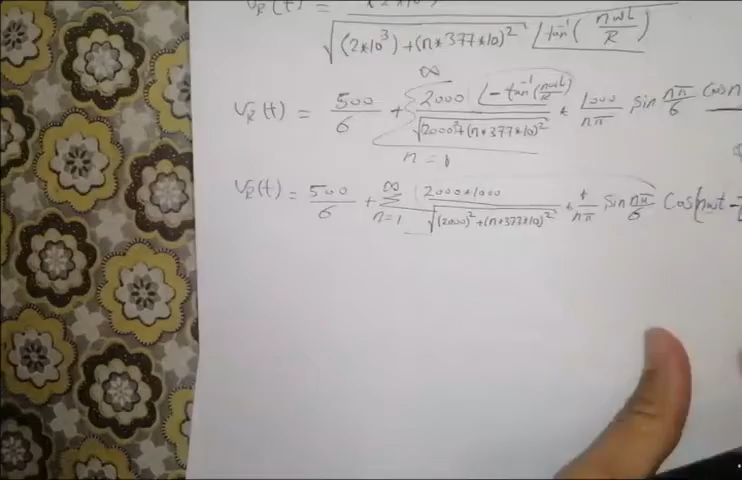 V_R(t) =
√(2*10³)+(n*377*10)² ∠tan⁻¹(nωL/R)
∞
V_R(t) = 500/6 + Σ 2000 ∠-tan⁻¹(nωL/R) / √(2000²+(n*377*10)² * 1000/nπ sin nπ/6 cos n
n=1
V_R(t) = 500/6 + ∞Σn=1 2000*1000 / √(2000)²+(n*377*10)² * 1/nπ sin nπ/6 Cos(nωt -